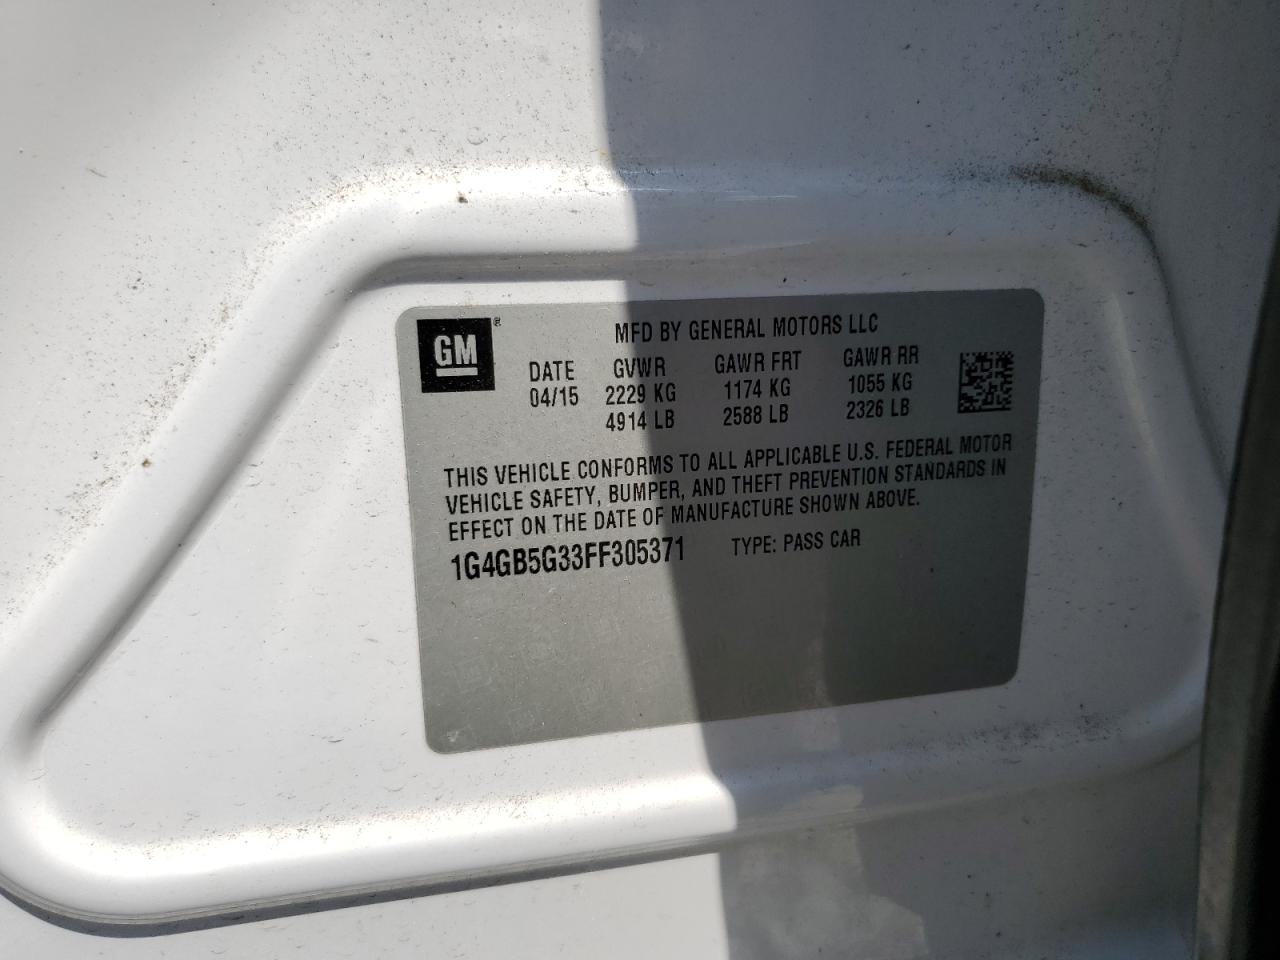 GM
MFD BY GENERAL MOTORS LLC
DATE GVWR GAWR FRT GAWR RR
04/15 2229 KG 1174 KG 1055 KG
4914 LB 2588 LB 2326 LB
THIS VEHICLE CONFORMS TO ALL APPLICABLE U.S. FEDERAL MOTOR
VEHICLE SAFETY, BUMPER, AND THEFT PREVENTION STANDARDS IN
EFFECT ON THE DATE OF MANUFACTURE SHOWN ABOVE.
1G4GB5G33FF305371 TYPE: PASS CAR